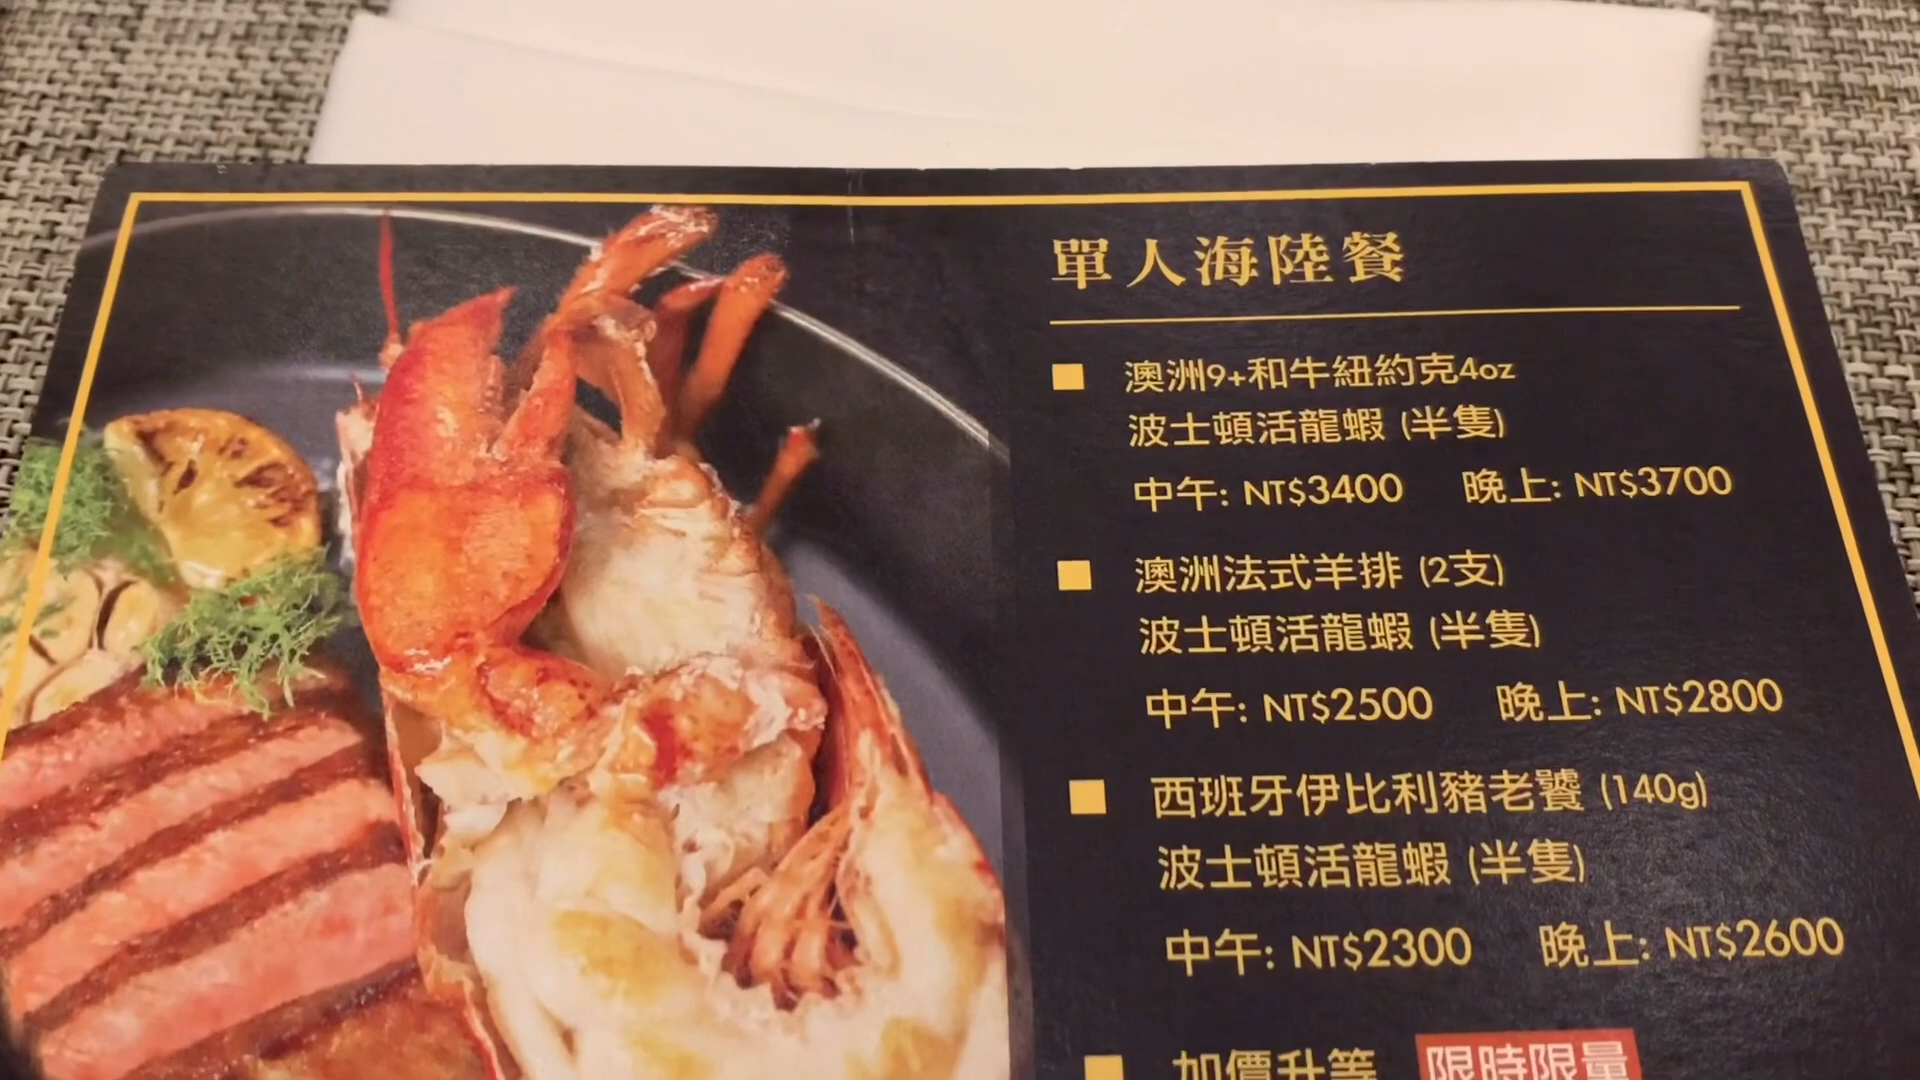 單人海陸餐
澳洲9+和牛紐約克4oz
波士頓活龍蝦 (半隻)
中午: NT$3400 晚上: NT$3700
澳洲法式羊排 (2支)
波士頓活龍蝦 (半隻)
中午: NT$2500 晚上: NT$2800
西班牙伊比利豬老饕 (140g)
波士頓活龍蝦 (半隻)
中午: NT$2300 晚上: NT$2600
加價升等 限時限量